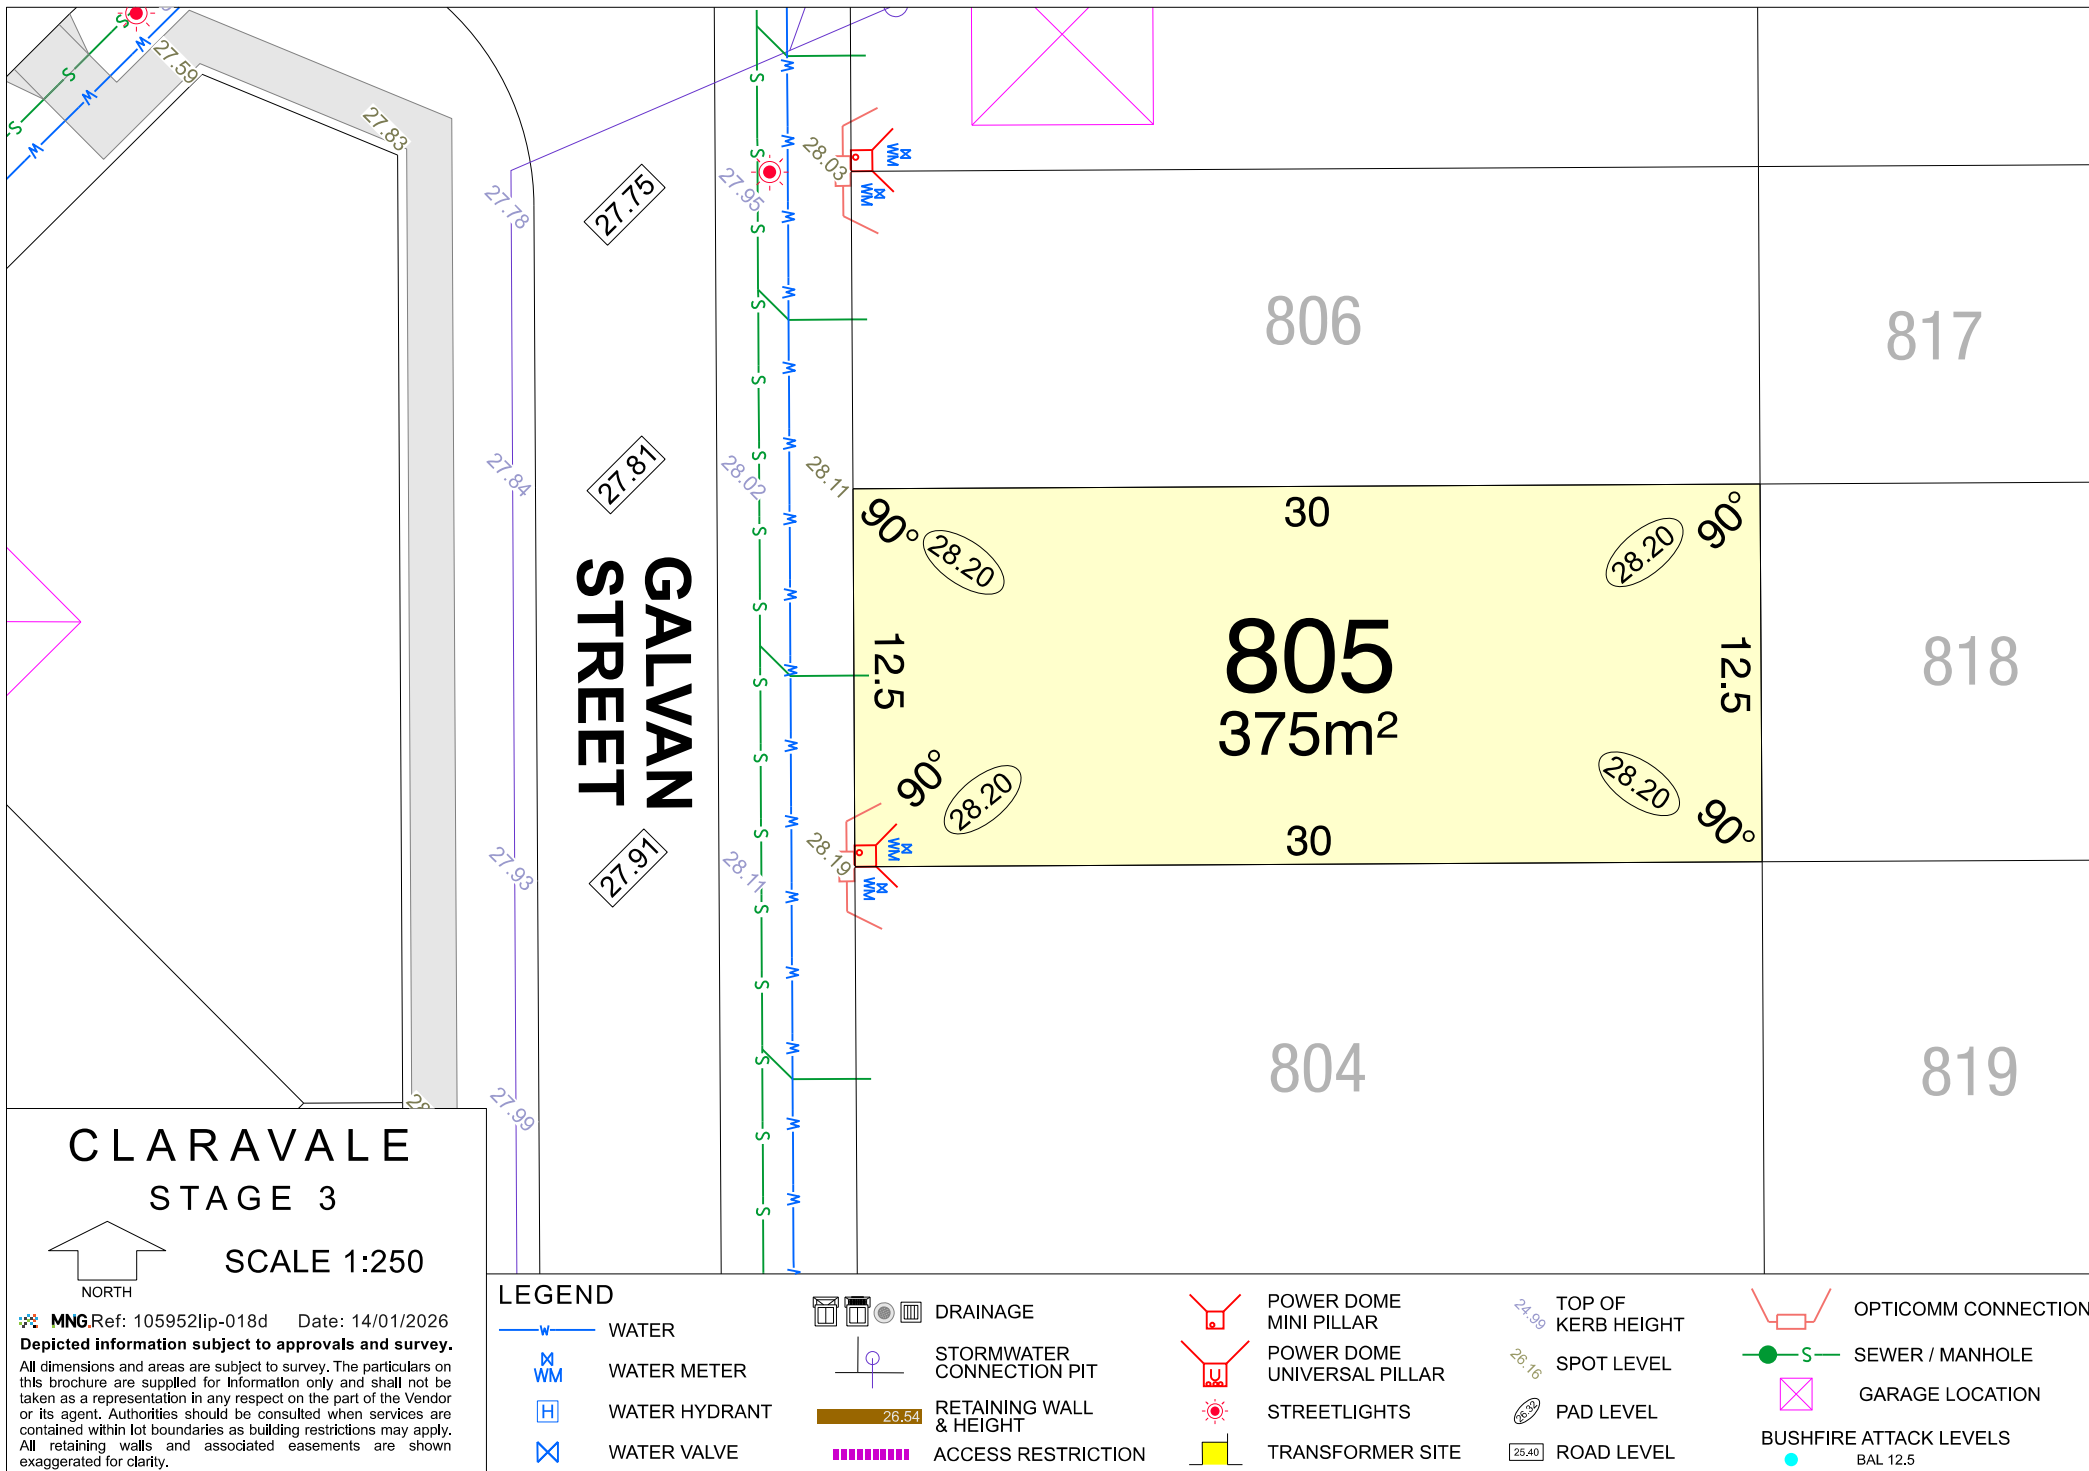 27.59
27.83
27.78
27.75
27.95
28.03
806
817
27.84
27.81
28.02
28.11
GALVAN
STREET
90°
28.20
30
28.20
90°
12.5
805
375m²
12.5
818
90°
28.20
30
28.20
90°
27.93
27.91
28.11
28.19
804
819
27.99
S
W
WM
CLARAVALE
STAGE 3
SCALE 1:250
NORTH
MNG Ref: 105952lip-018d Date: 14/01/2026
Depicted information subject to approvals and survey.
All dimensions and areas are subject to survey. The particulars on
this brochure are supplied for information only and shall not be
taken as a representation in any respect on the part of the Vendor
or its agent. Authorities should be consulted when services are
contained within lot boundaries as building restrictions may apply.
All retaining walls and associated easements are shown
exaggerated for clarity.
LEGEND
W WATER
WM WATER METER
H WATER HYDRANT
WATER VALVE
DRAINAGE
STORMWATER
CONNECTION PIT
26.54 RETAINING WALL
& HEIGHT
ACCESS RESTRICTION
POWER DOME
MINI PILLAR
U POWER DOME
UNIVERSAL PILLAR
STREETLIGHTS
TRANSFORMER SITE
24.99 TOP OF
KERB HEIGHT
26.16 SPOT LEVEL
26.32 PAD LEVEL
25.40 ROAD LEVEL
OPTICOMM CONNECTION
S SEWER / MANHOLE
GARAGE LOCATION
BUSHFIRE ATTACK LEVELS
BAL 12.5